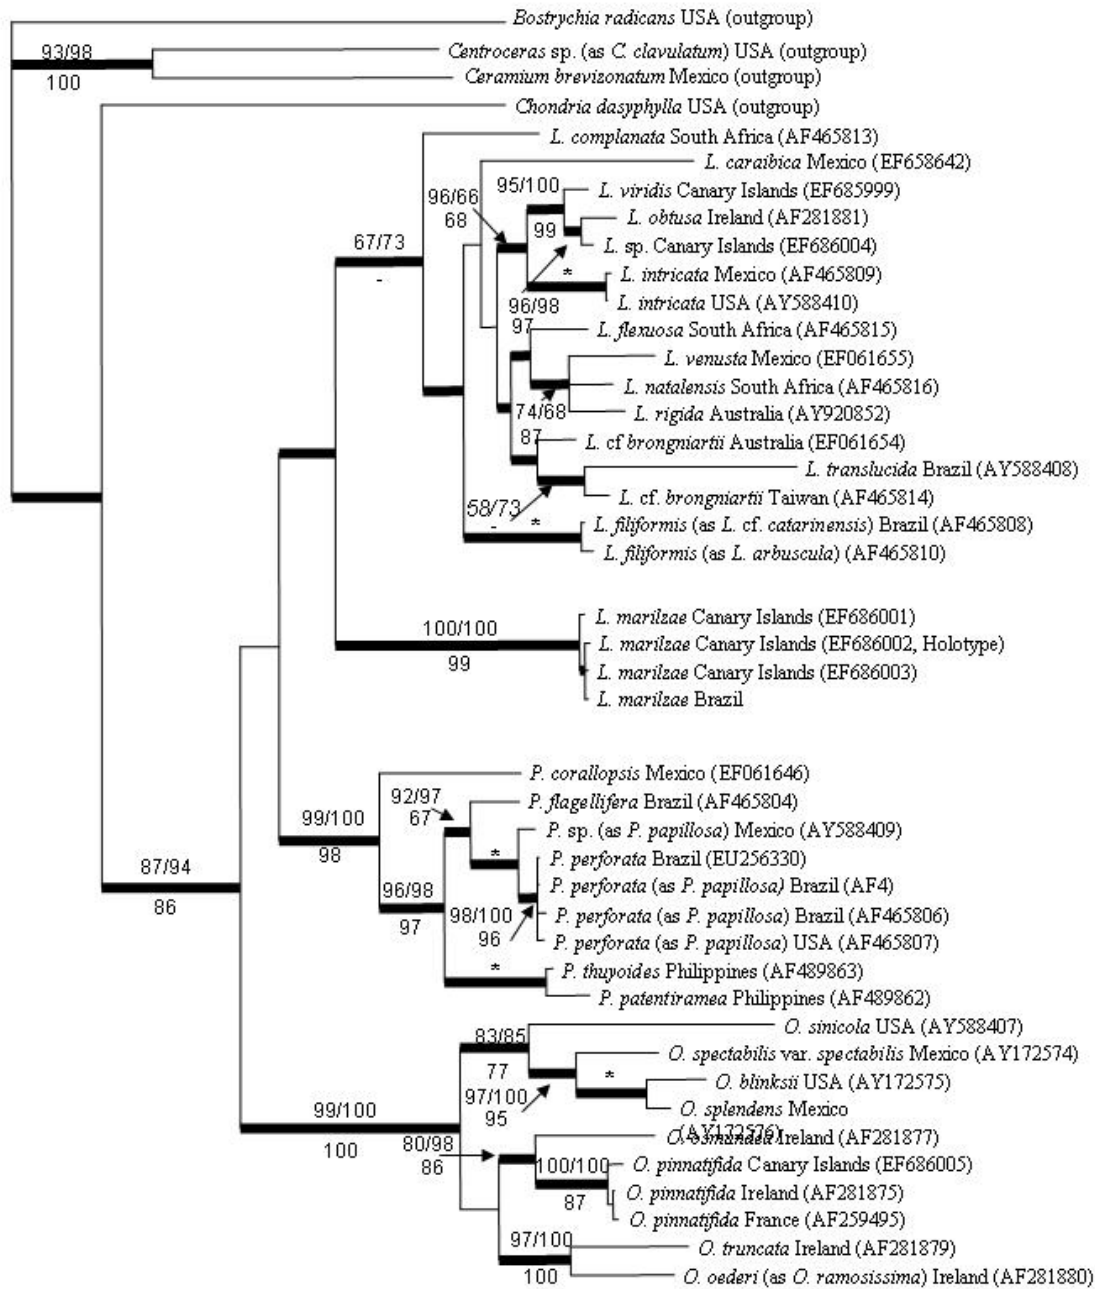 Bostrychia radicans USA (outgroup)
93/98
Centroceras sp. (as C. clavulatum) USA (outgroup)
100
Ceramium brevizonatum Mexico (outgroup)
Chondria dasyphylla USA (outgroup)
L. complanata South Africa (AF465813)
L. caraibica Mexico (EF658642)
95/100
L. viridis Canary Islands (EF685999)
96/66
68
L. obtusa Ireland (AF281881)
99
67/73
-
L. sp. Canary Islands (EF686004)
*
L. intricata Mexico (AF465809)
96/98
97
L. intricata USA (AY588410)
L. flexuosa South Africa (AF465815)
L. venusta Mexico (EF061655)
L. natalensis South Africa (AF465816)
74/68
87
L. rigida Australia (AY920852)
L. cf brongniartii Australia (EF061654)
L. translucida Brazil (AY588408)
58/73
-
L. cf. brongniartii Taiwan (AF465814)
*
L. filiformis (as L. cf. catarinensis) Brazil (AF465808)
L. filiformis (as L. arbuscula) (AF465810)
L. marilzae Canary Islands (EF686001)
100/100
99
L. marilzae Canary Islands (EF686002, Holotype)
L. marilzae Canary Islands (EF686003)
L. marilzae Brazil
P. corallopsis Mexico (EF061646)
92/97
67
P. flagellifera Brazil (AF465804)
99/100
98
P. sp. (as P. papillosa) Mexico (AY588409)
*
P. perforata Brazil (EU256330)
87/94
86
P. perforata (as P. papillosa) Brazil (AF4)
96/98
97
98/100
96
P. perforata (as P. papillosa) Brazil (AF465806)
P. perforata (as P. papillosa) USA (AF465807)
*
P. thuyoides Philippines (AF489863)
P. patentiramea Philippines (AF489862)
O. sinicola USA (AY588407)
83/85
77
O. spectabilis var. spectabilis Mexico (AY172574)
*
O. blinksii USA (AY172575)
97/100
95
O. splendens Mexico
(AY172576)
99/100
100
O. osmunda Ireland (AF281877)
80/98
86
100/100
87
O. pinnatifida Canary Islands (EF686005)
O. pinnatifida Ireland (AF281875)
O. pinnatifida France (AF259495)
97/100
100
O. truncata Ireland (AF281879)
O. oederi (as O. ramosissima) Ireland (AF281880)